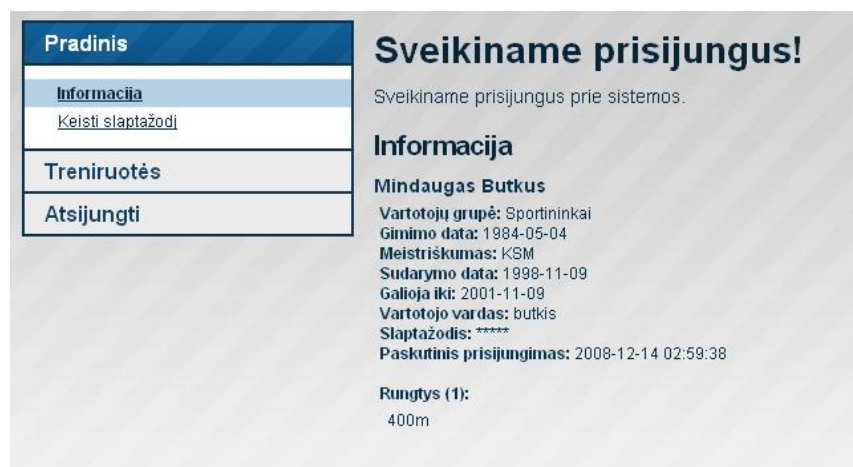 Pradinis
Informacija
Keisti slaptažodį
Treniruotės
Atsijungti
Sveikiname prisijungus!
Sveikiname prisijungus prie sistemos.
Informacija
Mindaugas Butkus
Vartotojų grupė: Sportininkai
Gimimo data: 1984-05-04
Meistriškumas: KSM
Sudarymo data: 1998-11-09
Galioja iki: 2001-11-09
Vartotojo vardas: butkis
Slaptažodis: *****
Paskutinis prisijungimas: 2008-12-14 02:59:38
Rungtys (1):
400m